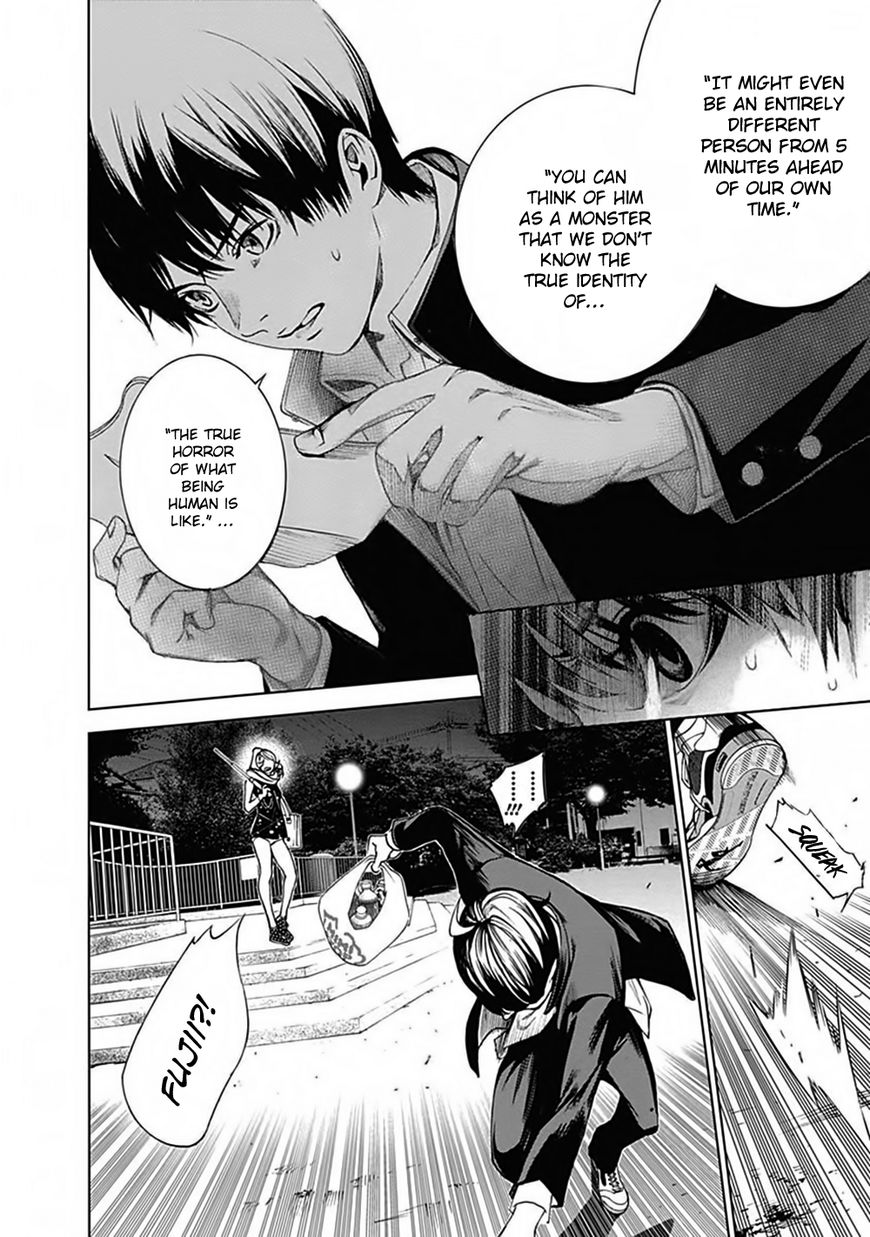 "IT MIGHT EVEN
BE AN ENTIRELY
DIFFERENT
PERSON FROM 5
MINUTES AHEAD
OF OUR OWN
TIME."
"YOU CAN
THINK OF HIM
AS A MONSTER
THAT WE DON'T
KNOW THE
TRUE IDENTITY
OF...
"THE TRUE
HORROR
OF WHAT
BEING
HUMAN IS
LIKE." ...
SQUEAK
.........!!!
FUJII?!